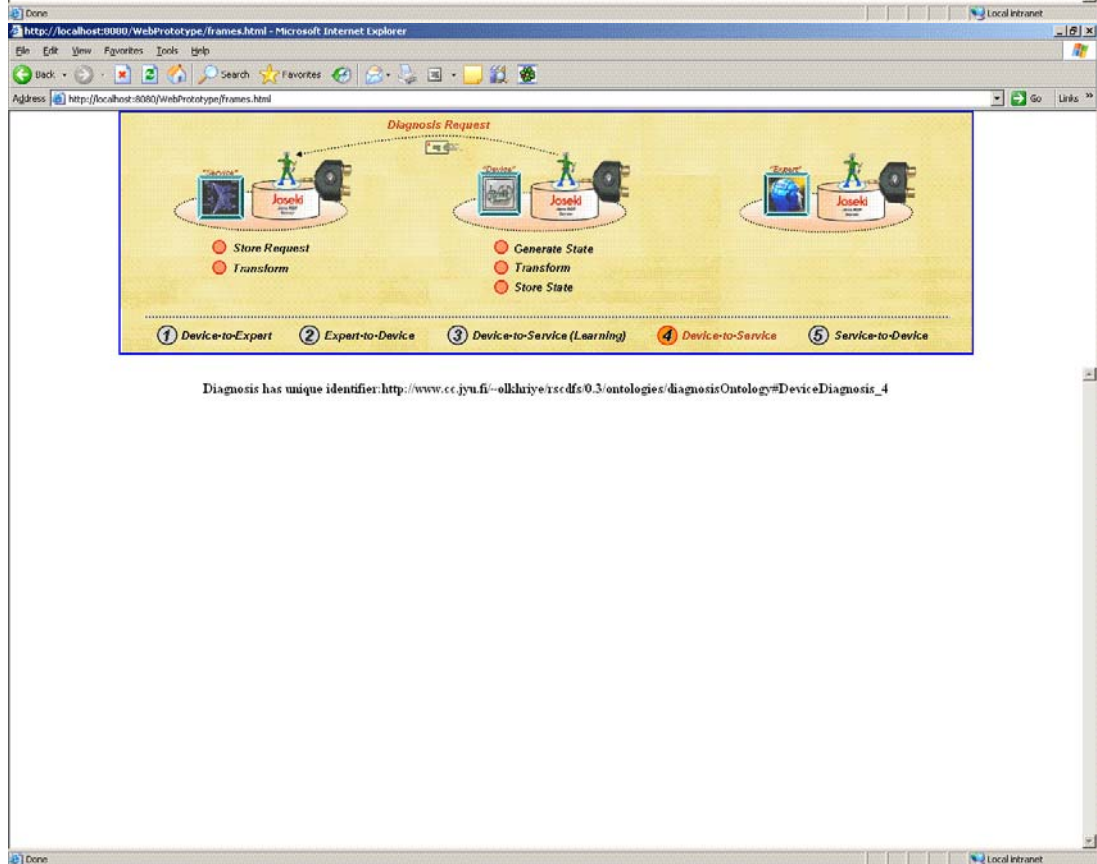 Done Local intranet
http://localhost:8080/WebPrototype/frames.html - Microsoft Internet Explorer
File Edit View Favorites Tools Help
Back Search Favorites
Address http://localhost:8080/WebPrototype/frames.html Go Links »
Diagnosis Request
"Service" "Device" "Expert"
Joseki Joseki Joseki
Store Request Generate State
Transform Transform
Store State
1 Device-to-Expert 2 Expert-to-Device 3 Device-to-Service (Learning) 4 Device-to-Service 5 Service-to-Device
Diagnosis has unique identifier:http://www.cc.jyu.fi/~olkhriye/rscdfs/0.3/ontologies/diagnosisOntology#DeviceDiagnosis_4
Done Local intranet